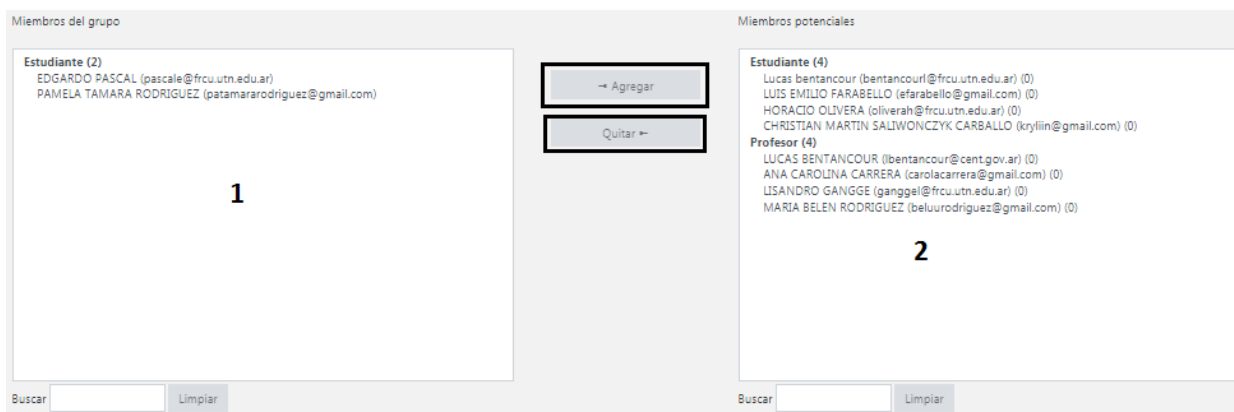 Miembros del grupo
Estudiante (2)
EDGARDO PASCAL (pascale@frcu.utn.edu.ar)
PAMELA TAMARA RODRIGUEZ (patamararodriguez@gmail.com)
1
Buscar
Limpiar
→ Agregar
Quitar ←
Miembros potenciales
Estudiante (4)
Lucas bentancour (bentancourl@frcu.utn.edu.ar) (0)
LUIS EMILIO FARABELLO (efarabello@gmail.com) (0)
HORACIO OLIVERA (oliverah@frcu.utn.edu.ar) (0)
CHRISTIAN MARTIN SALIWONCZYK CARBALLO (kryliin@gmail.com) (0)
Profesor (4)
LUCAS BENTANCOUR (lbentancour@cent.gov.ar) (0)
ANA CAROLINA CARRERA (carolacarrera@gmail.com) (0)
LISANDRO GANGGE (ganggel@frcu.utn.edu.ar) (0)
MARIA BELEN RODRIGUEZ (beluurodriguez@gmail.com) (0)
2
Buscar
Limpiar